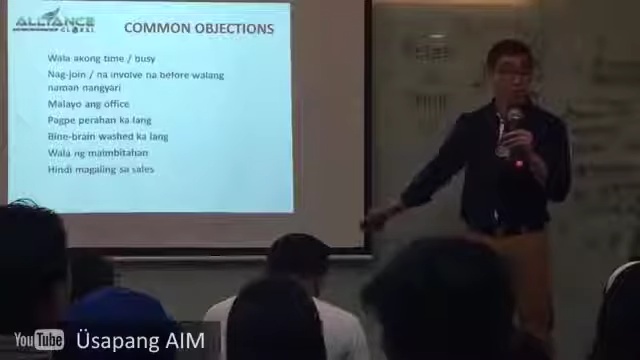 ALLIANCE
GLOBAL
COMMON OBJECTIONS
Wala akong time / busy
Nag-join / na involve na before walang
naman nangyari
Malayo ang office
Pagpe perahan ka lang
Bine-brain washed ka lang
Wala ng maimbitahan
Hindi magaling sa sales
YouTube Üsapang AIM